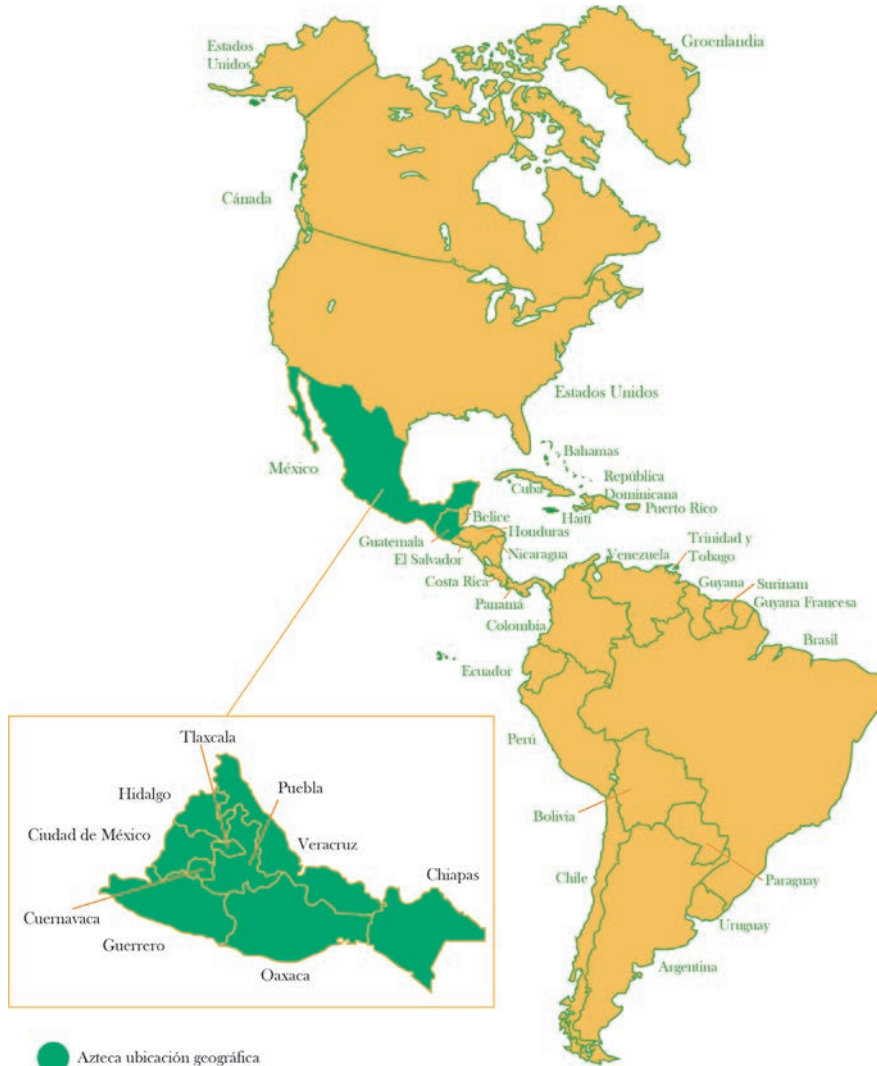 Estados
Unidos
Groenlandia
Cánada
Estados Unidos
México
Bahamas
Cuba
República
Dominicana
Haití
Puerto Rico
Belice
Guatemala
Honduras
El Salvador
Nicaragua
Costa Rica
Panamá
Venezuela
Trinidad y
Tobago
Guyana
Surinam
Guyana Francesa
Colombia
Brasil
Ecuador
Perú
Bolivia
Chile
Paraguay
Uruguay
Argentina
Tlaxcala
Hidalgo
Puebla
Ciudad de México
Veracruz
Chiapas
Cuernavaca
Guerrero
Oaxaca
Azteca ubicación geográfica